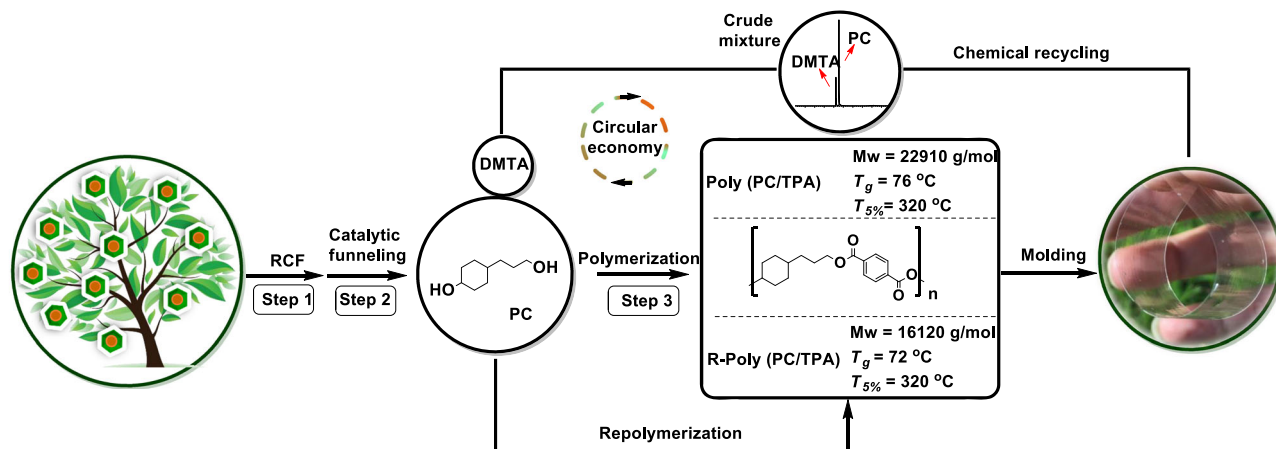 Crude
mixture
PC
DMTA
Chemical recycling
Circular
economy
DMTA
RCF
Step 1
Catalytic
funneling
Step 2
OH
HO
PC
Polymerization
Step 3
Mw = 22910 g/mol
Poly (PC/TPA)
Tg = 76 °C
T5%= 320 °C
O
O
O
O
n
Mw = 16120 g/mol
R-Poly (PC/TPA)
Tg = 72 °C
T5% = 320 °C
Molding
Repolymerization